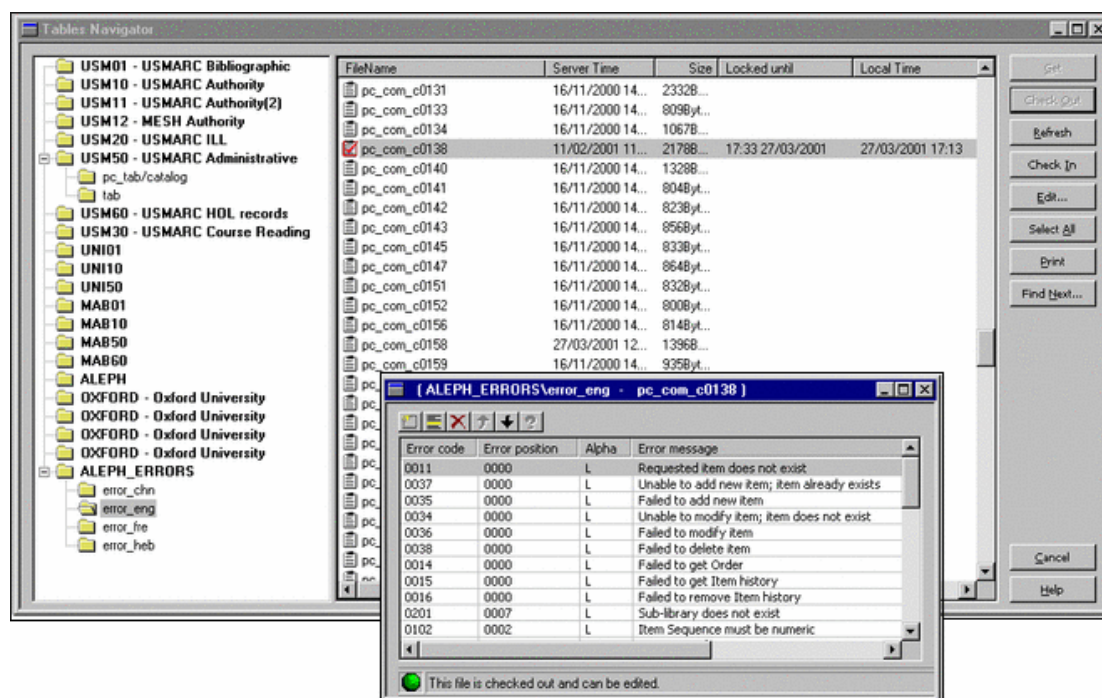 Tables Navigator
USM01 - USMARC Bibliographic
USM10 - USMARC Authority
USM11 - USMARC Authority(2)
USM12 - MESH Authority
USM20 - USMARC ILL
USM50 - USMARC Administrative
pc_tab/catalog
tab
USM60 - USMARC HOL records
USM30 - USMARC Course Reading
UNI01
UNI10
UNI50
MAB01
MAB10
MAB50
MAB60
ALEPH
OXFORD - Oxford University
OXFORD - Oxford University
OXFORD - Oxford University
OXFORD - Oxford University
ALEPH_ERRORS
error_chn
error_eng
error_fre
error_heb
FileName Server Time Size Locked until Local Time
pc_com_c0131 16/11/2000 14... 2332B...
pc_com_c0133 16/11/2000 14... 809Byt...
pc_com_c0134 16/11/2000 14... 1067B...
pc_com_c0138 11/02/2001 11... 2178B... 17:33 27/03/2001 27/03/2001 17:13
pc_com_c0140 16/11/2000 14... 1328B...
pc_com_c0141 16/11/2000 14... 804Byt...
pc_com_c0142 16/11/2000 14... 823Byt...
pc_com_c0143 16/11/2000 14... 856Byt...
pc_com_c0145 16/11/2000 14... 833Byt...
pc_com_c0147 16/11/2000 14... 864Byt...
pc_com_c0151 16/11/2000 14... 832Byt...
pc_com_c0152 16/11/2000 14... 800Byt...
pc_com_c0156 16/11/2000 14... 814Byt...
pc_com_c0158 27/03/2001 12... 1396B...
pc_com_c0159 16/11/2000 14... 935Byt...
pc_
pc_
pc_
pc_
pc_
pc_
pc_
pc_
pc_
pc_
Get
Check Out
Refresh
Check In
Edit...
Select All
Print
Find Next...
Cancel
Help
( ALEPH_ERRORS\error_eng - pc_com_c0138 )
Error code Error position Alpha Error message
0011 0000 L Requested item does not exist
0037 0000 L Unable to add new item; item already exists
0035 0000 L Failed to add new item
0034 0000 L Unable to modify item; item does not exist
0036 0000 L Failed to modify item
0038 0000 L Failed to delete item
0014 0000 L Failed to get Order
0015 0000 L Failed to get Item history
0016 0000 L Failed to remove Item history
0201 0007 L Sub-library does not exist
0102 0002 L Item Sequence must be numeric
This file is checked out and can be edited.